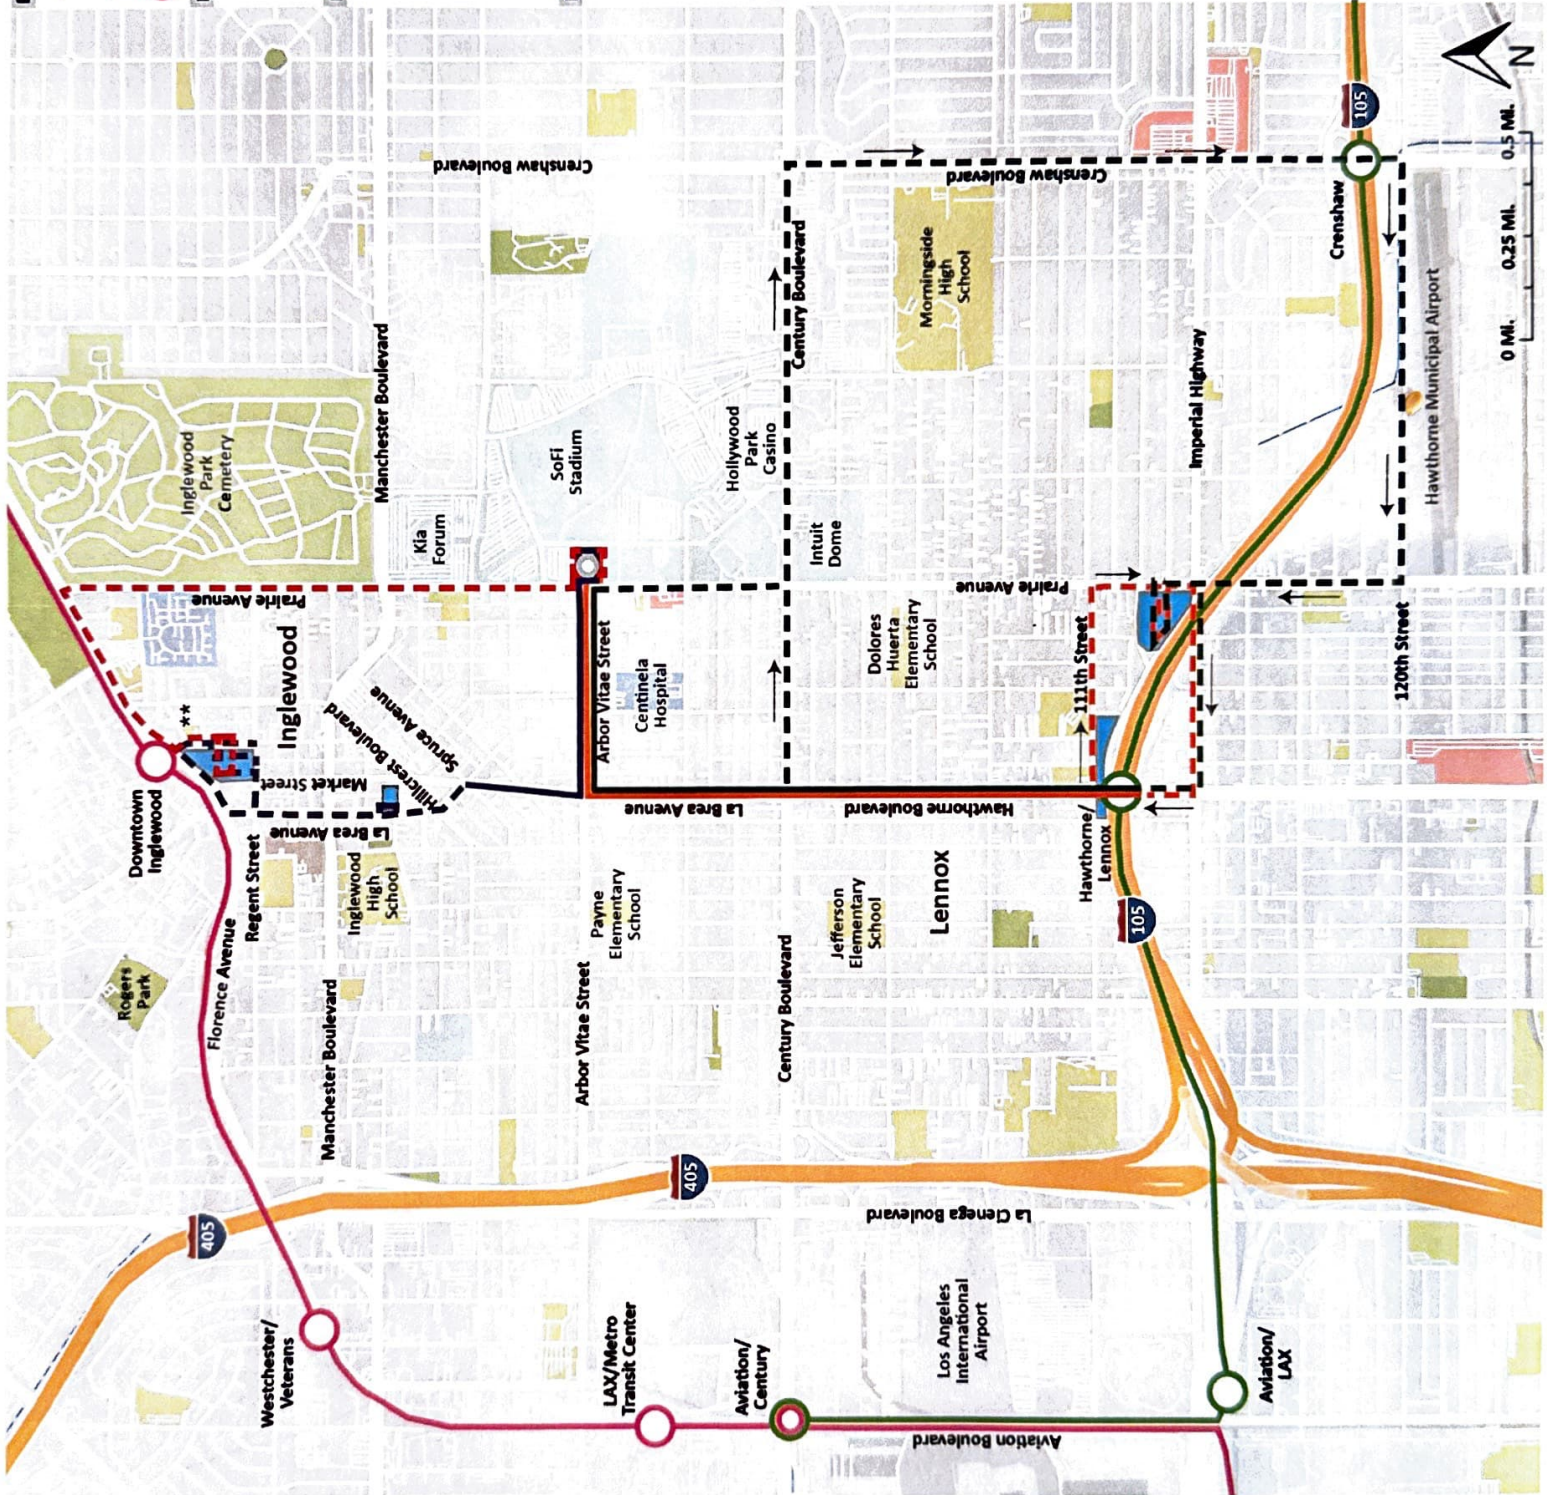 Crenshaw Boulevard
Manchester Boulevard
Inglewood
Park
Cemetery
Kia
Forum
SoFi
Stadium
Hollywood
Park
Casino
Century Boulevard
Intuit
Dome
Crenshaw Boulevard
Morningside
High
School
Imperial Highway
Crenshaw
105
N
0 Mi.
0.25 Mi.
0.5 Mi.
Hawthorne Municipal Airport
Prairie Avenue
Prairie Avenue
**
Inglewood
Downtown
Inglewood
Market Street
Hillcrest Boulevard
Spruce Avenue
Arbor Vitae Street
Centinela
Hospital
Dolores
Huerta
Elementary
School
111th Street
120th Street
La Brea Avenue
La Brea Avenue
Hawthorne Boulevard
Hawthorne/
Lennox
Regent Street
Inglewood
High
School
Florence Avenue
Rogers
Park
Manchester Boulevard
Payne
Elementary
School
Arbor Vitae Street
Century Boulevard
Jefferson
Elementary
School
Lennox
105
405
405
La Cienega Boulevard
Westchester/
Veterans
LAX/Metro
Transit Center
Aviation/
Century
Los Angeles
International
Airport
Aviation/
LAX
Aviation Boulevard